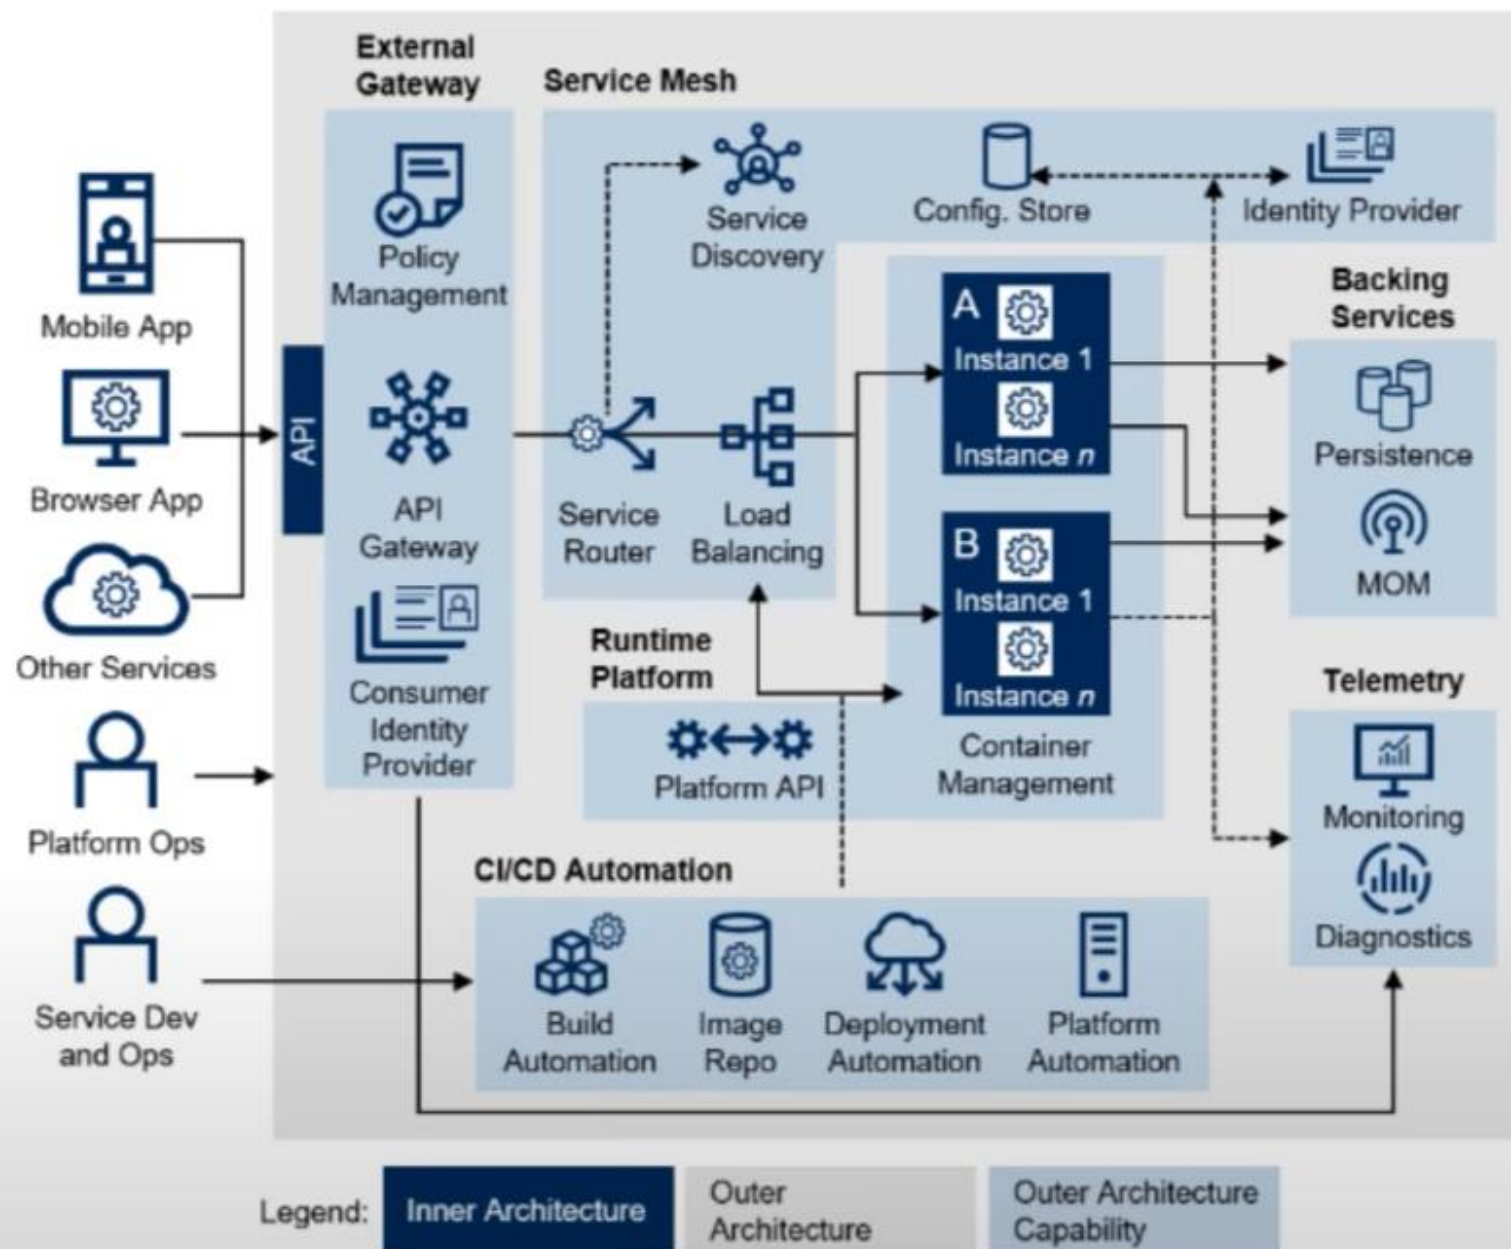 External
Gateway
Service Mesh
Policy
Management
Service
Discovery
Config. Store
Identity Provider
Mobile App
Browser App
Other Services
Platform Ops
Service Dev
and Ops
API
API
Gateway
Consumer
Identity
Provider
Service
Router
Load
Balancing
A
Instance 1
Instance n
B
Instance 1
Instance n
Container
Management
Backing
Services
Persistence
MOM
Runtime
Platform
Platform API
Telemetry
Monitoring
Diagnostics
CI/CD Automation
Build
Automation
Image
Repo
Deployment
Automation
Platform
Automation
Legend:
Inner Architecture
Outer
Architecture
Outer Architecture
Capability